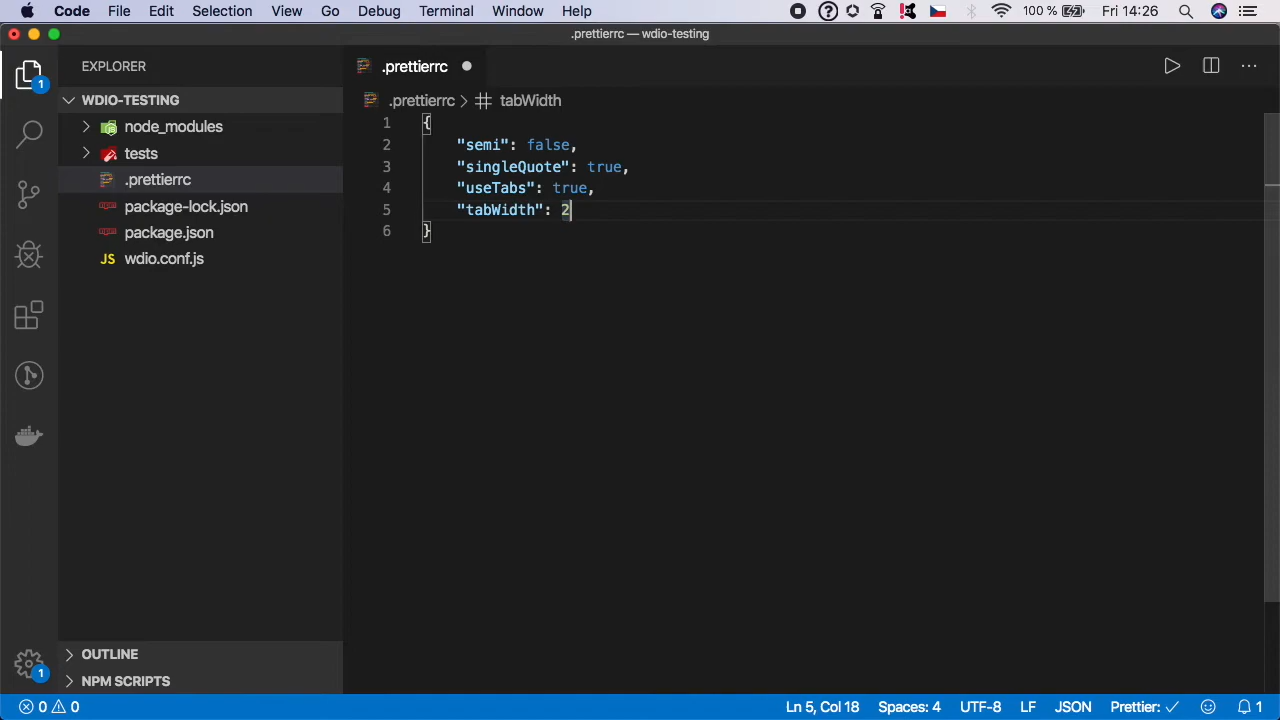 Code File Edit Selection View Go Debug Terminal Window Help 100 % Fri 14:26
.prettierrc — wdio-testing
EXPLORER
.prettierrc
WDIO-TESTING
.prettierrc > tabWidth
node_modules
tests
.prettierrc
package-lock.json
package.json
JS wdio.conf.js
1 {
2 "semi": false,
3 "singleQuote": true,
4 "useTabs": true,
5 "tabWidth": 2
6 }
1
OUTLINE
1
NPM SCRIPTS
0 0 Ln 5, Col 18 Spaces: 4 UTF-8 LF JSON Prettier: ✓ 1